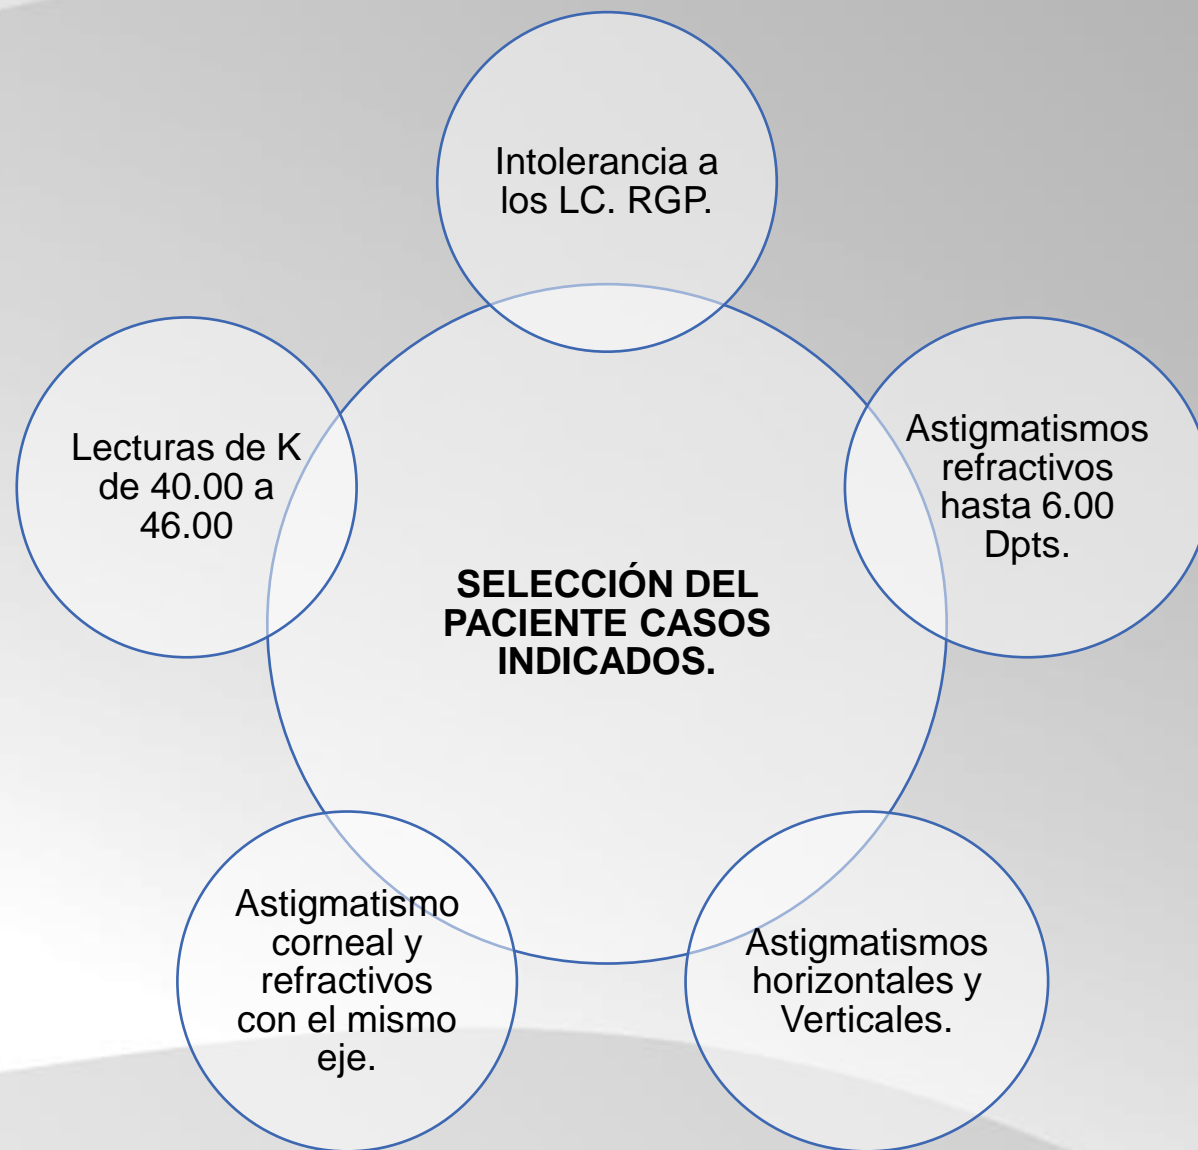 Intolerancia a
los LC. RGP.
Astigmatismos
refractivos
hasta 6.00
Dpts.
Astigmatismos
horizontales y
Verticales.
Astigmatismo
corneal y
refractivos
con el mismo
eje.
Lecturas de K
de 40.00 a
46.00
SELECCIÓN DEL
PACIENTE CASOS
INDICADOS.